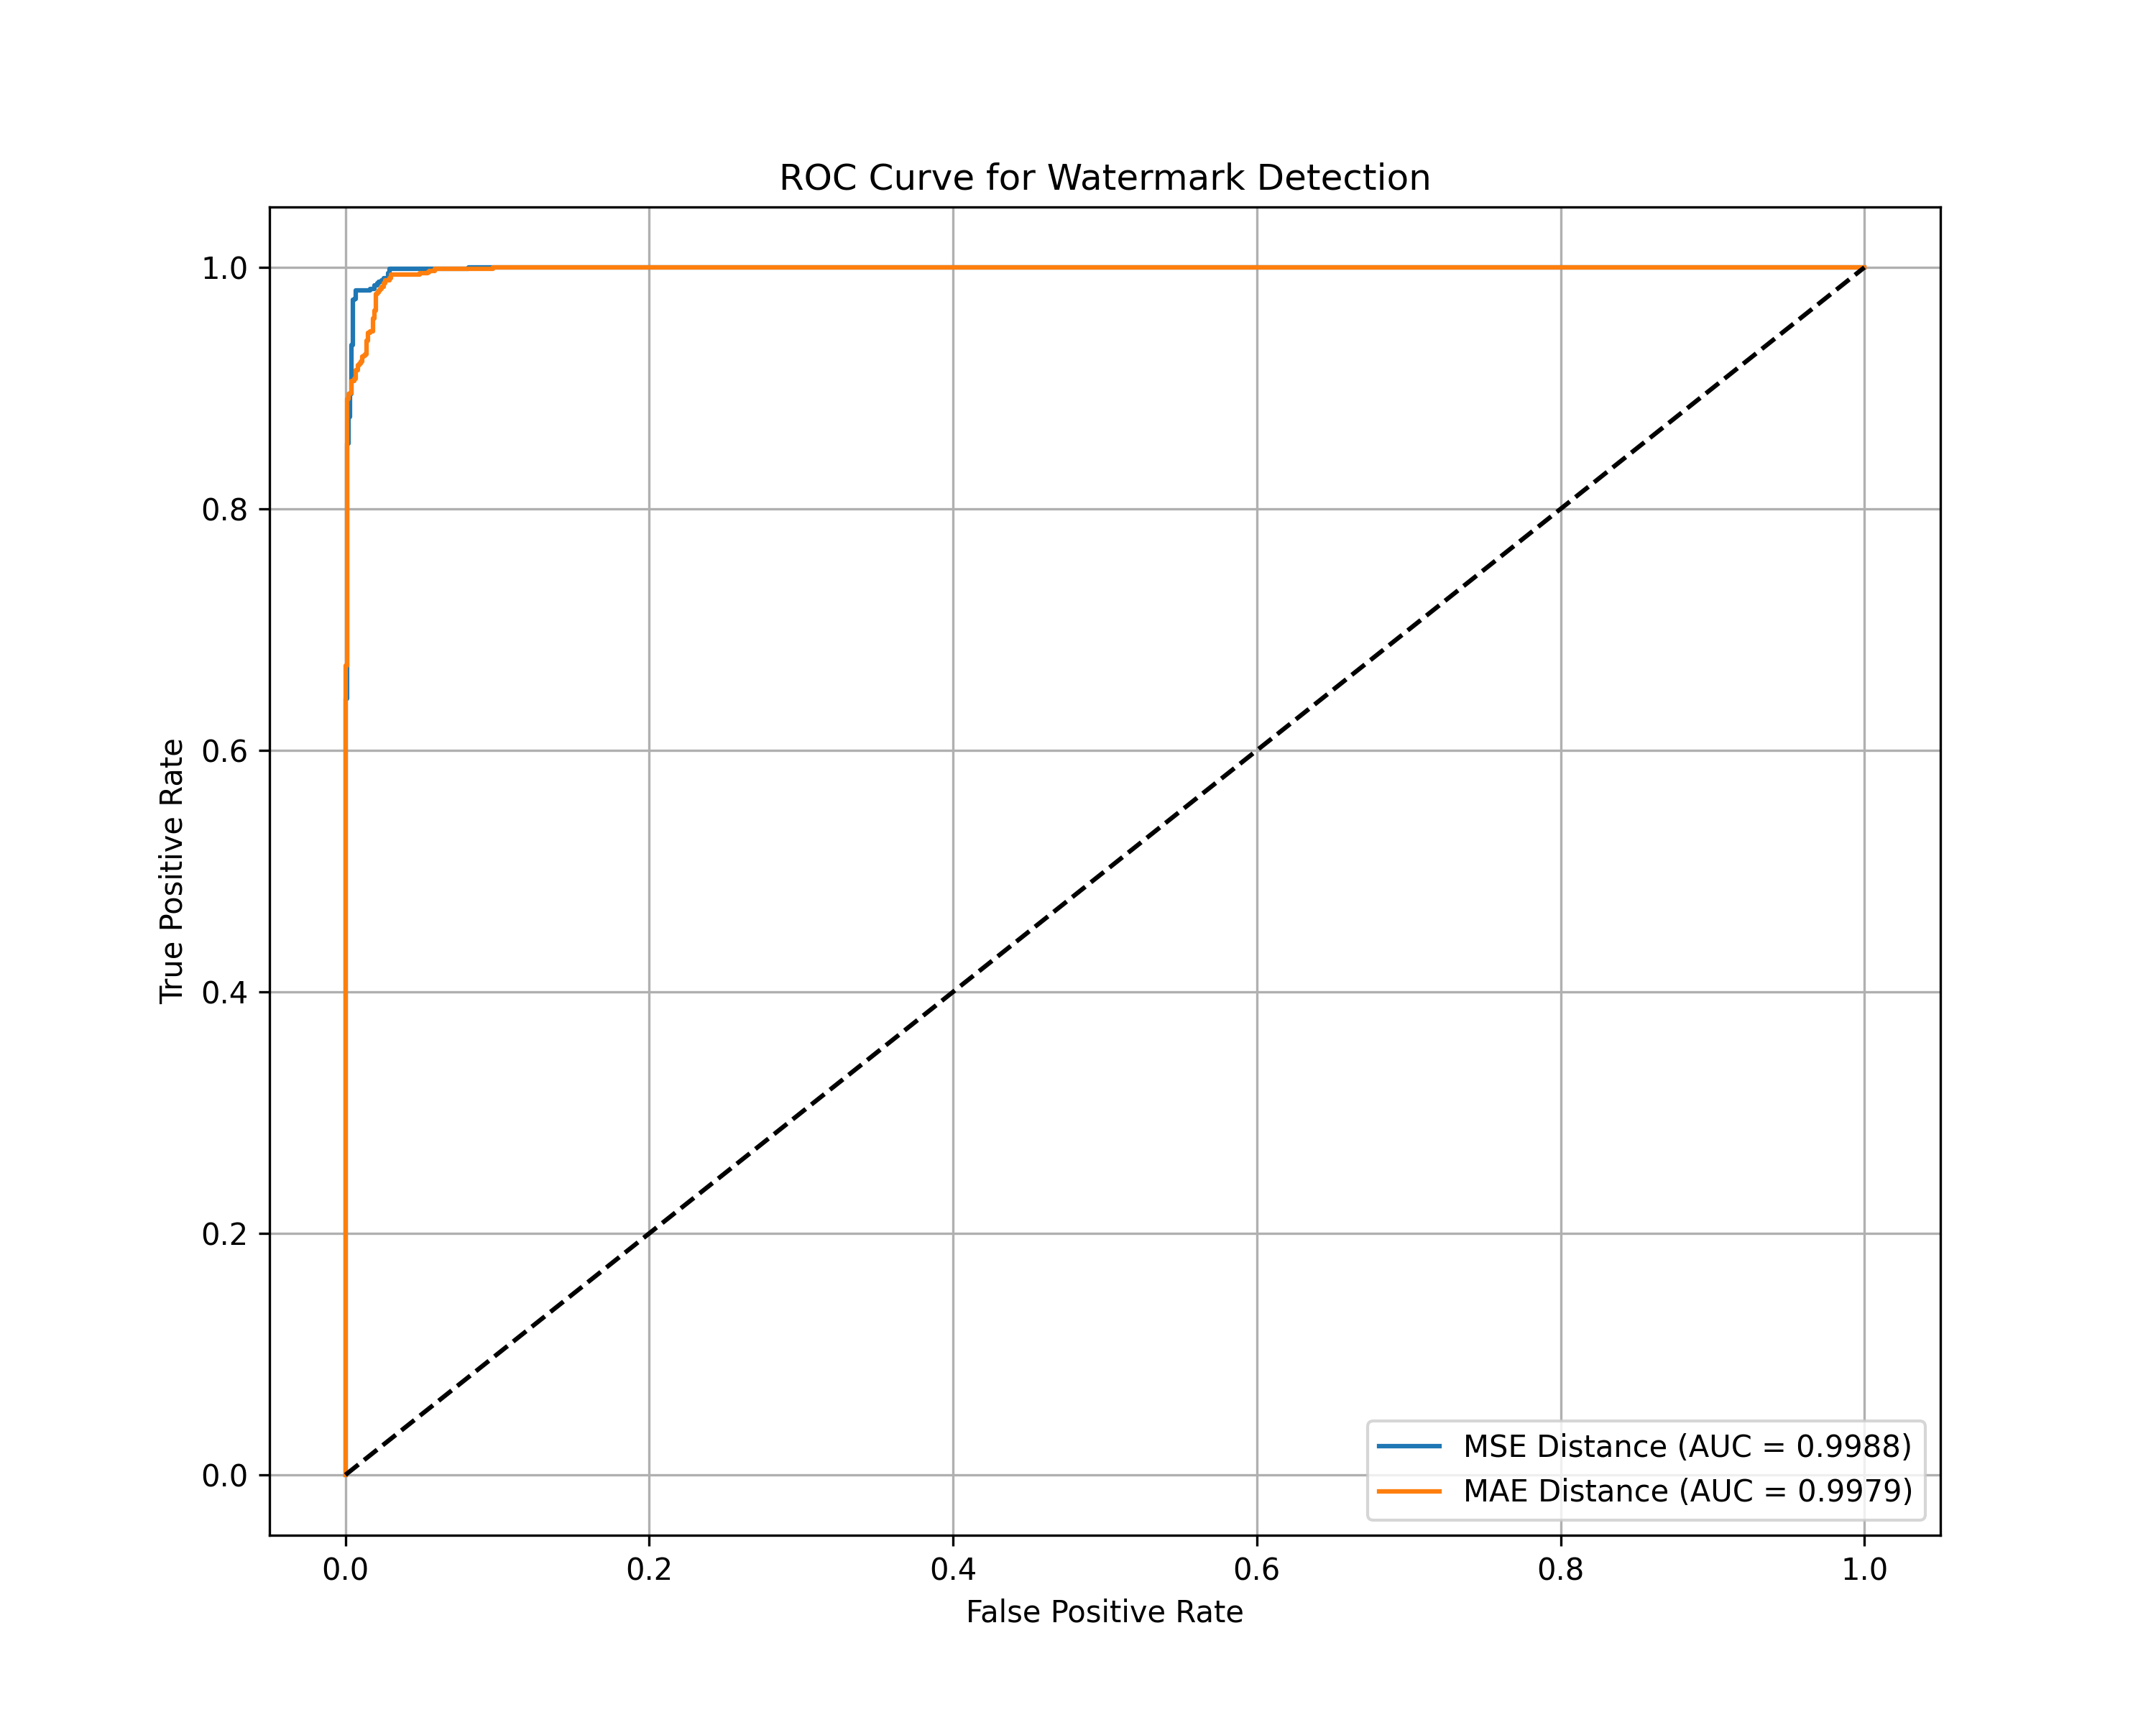 ROC Curve for Watermark Detection
True Positive Rate
1.0
0.8
0.6
0.4
0.2
0.0
0.0 0.2 0.4 0.6 0.8 1.0
False Positive Rate
MSE Distance (AUC = 0.9988)
MAE Distance (AUC = 0.9979)